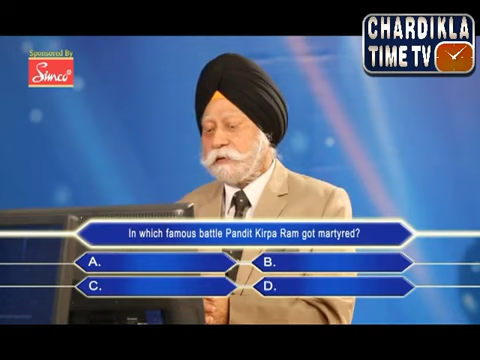 Sponsored By
Simco®
CHARDIKLA
TIME TV
In which famous battle Pandit Kirpa Ram got martyred?
A.
B.
C.
D.